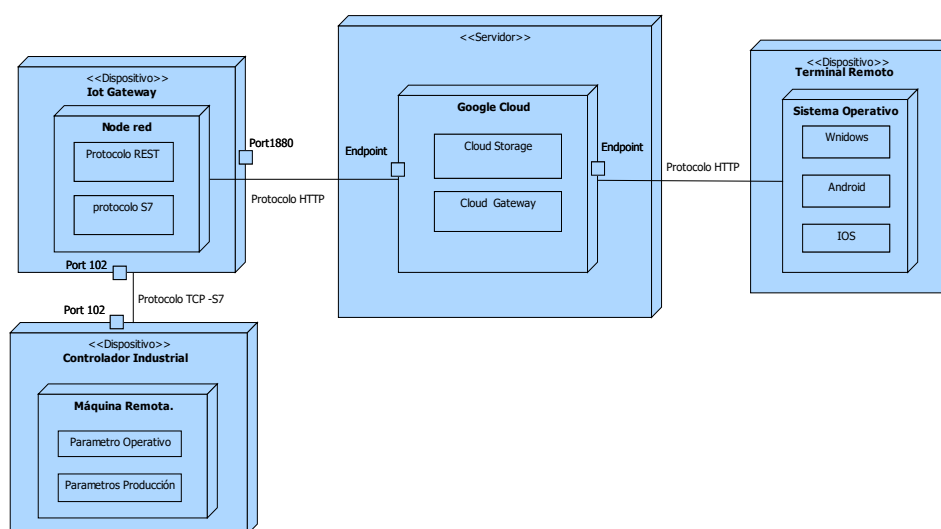 <<Servidor>>
<<Dispositivo>>
Iot Gateway
Node red
Protocolo REST
protocolo S7
Port1880
Protocolo HTTP
Port 102
Protocolo TCP -S7
Port 102
<<Dispositivo>>
Controlador Industrial
Máquina Remota.
Parametro Operativo
Parametros Producción
Google Cloud
Endpoint
Cloud Storage
Cloud Gateway
Endpoint
Protocolo HTTP
<<Dispositivo>>
Terminal Remoto
Sistema Operativo
Wnidows
Android
IOS